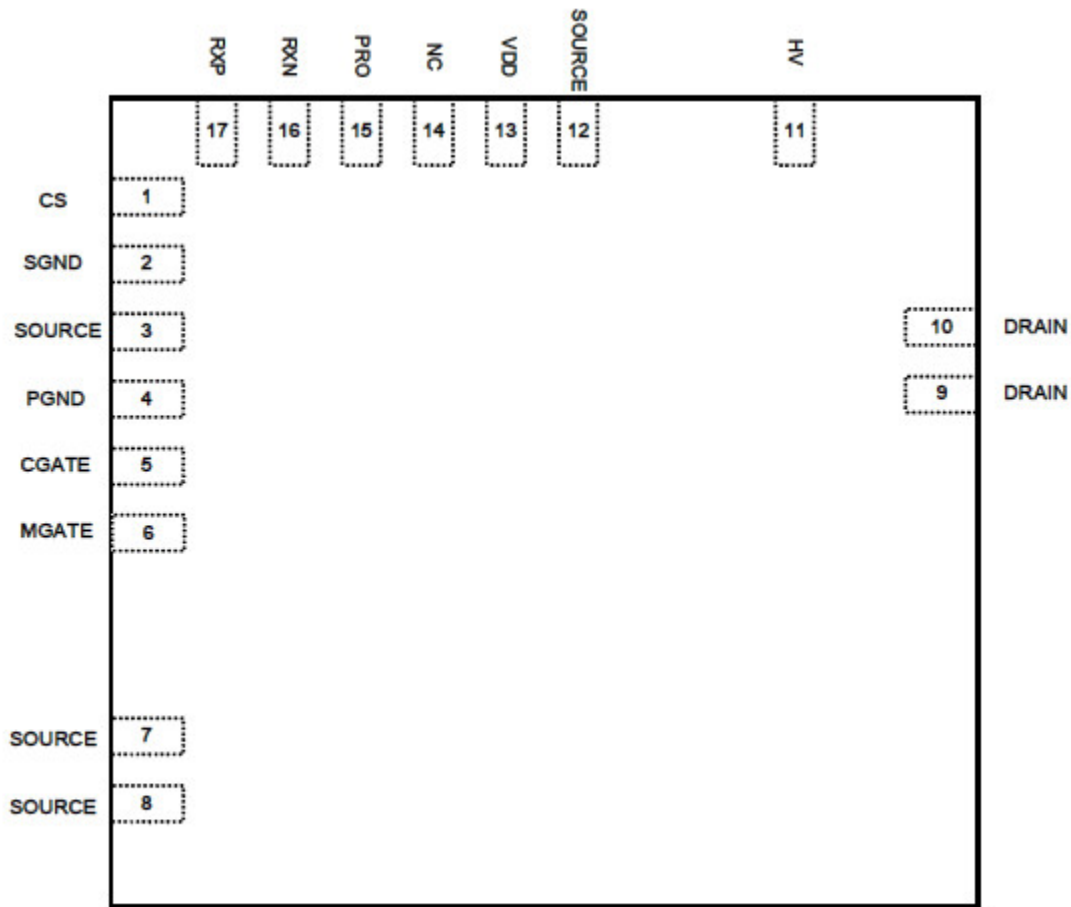 RXP RXN PRO NC VDD SOURCE HV
17 16 15 14 13 12 11
CS 1
SGND 2
SOURCE 3 10 DRAIN
PGND 4 9 DRAIN
CGATE 5
MGATE 6
SOURCE 7
SOURCE 8